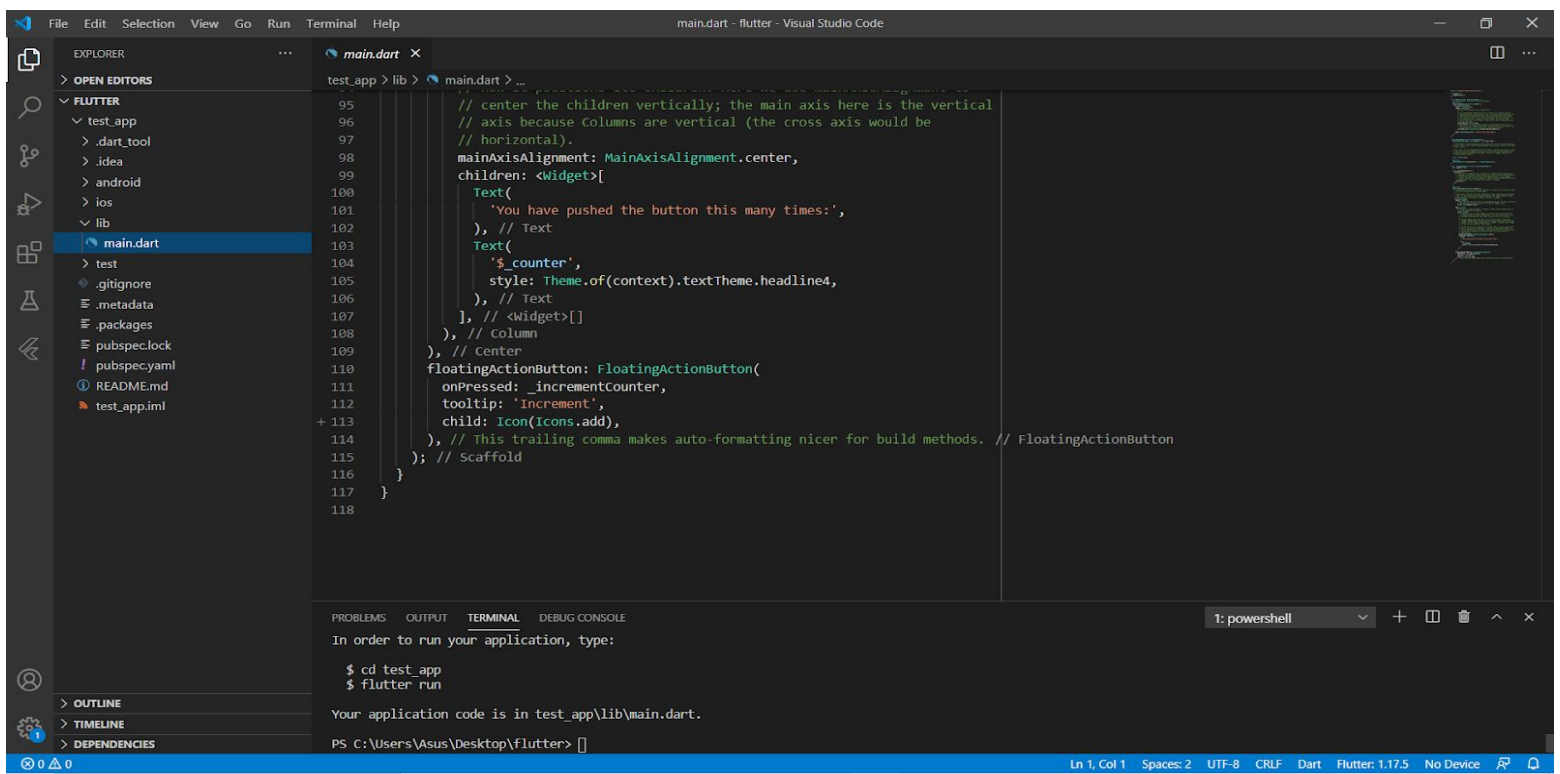 File Edit Selection View Go Run Terminal Help
main.dart - flutter - Visual Studio Code
EXPLORER
OPEN EDITORS
FLUTTER
test_app
.dart_tool
.idea
android
ios
lib
main.dart
test
.gitignore
.metadata
.packages
pubspec.lock
pubspec.yaml
README.md
test_app.iml
OUTLINE
TIMELINE
DEPENDENCIES
main.dart
test_app > lib > main.dart > ...
95 // center the children vertically; the main axis here is the vertical
96 // axis because Columns are vertical (the cross axis would be
97 // horizontal).
98 mainAxisAlignment: MainAxisAlignment.center,
99 children: <Widget>[
100 Text(
101 'You have pushed the button this many times:',
102 ), // Text
103 Text(
104 '$_counter',
105 style: Theme.of(context).textTheme.headline4,
106 ), // Text
107 ], // <Widget>[]
108 ), // Column
109 ), // Center
110 floatingActionButton: FloatingActionButton(
111 onPressed: _incrementCounter,
112 tooltip: 'Increment',
113 child: Icon(Icons.add),
114 ), // This trailing comma makes auto-formatting nicer for build methods. // FloatingActionButton
115 ); // Scaffold
116 }
117 }
118
PROBLEMS OUTPUT TERMINAL DEBUG CONSOLE
1: powershell
In order to run your application, type:
$ cd test_app
$ flutter run
Your application code is in test_app\lib\main.dart.
PS C:\Users\Asus\Desktop\flutter>
1
0 0
Ln 1, Col 1 Spaces: 2 UTF-8 CRLF Dart Flutter: 1.17.5 No Device